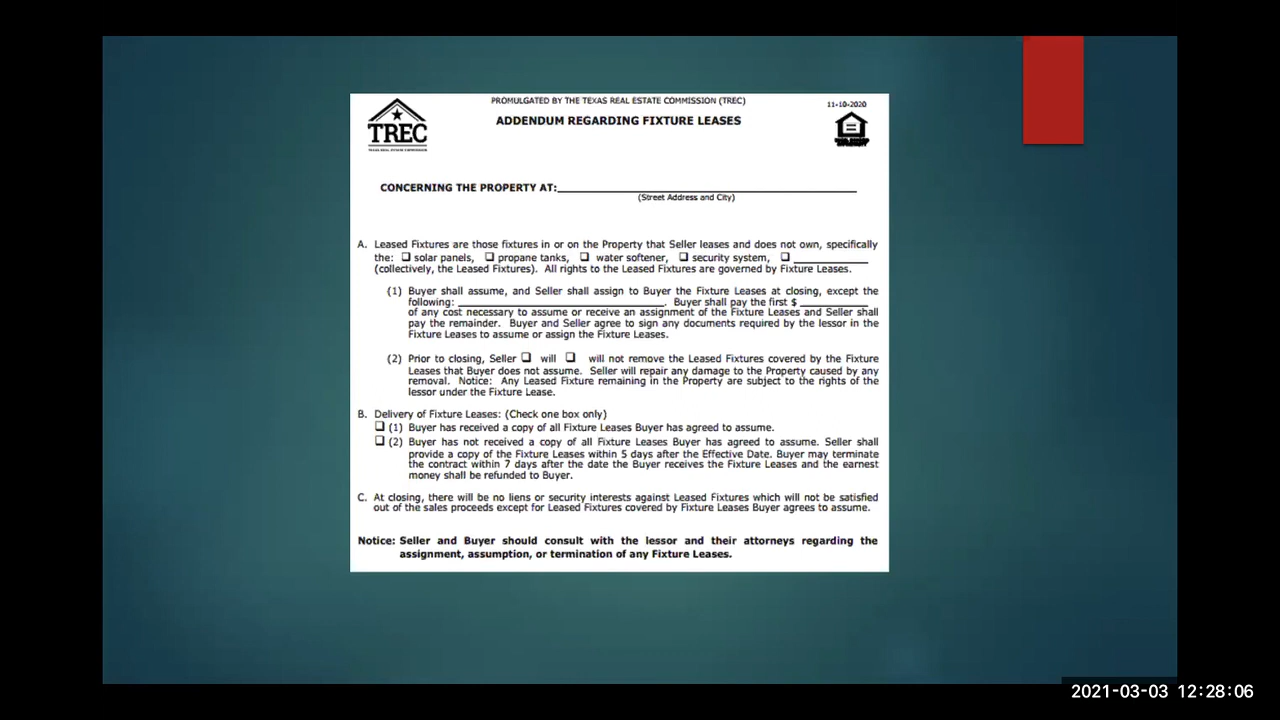 PROMULGATED BY THE TEXAS REAL ESTATE COMMISSION (TREC)
11-10-2020
TREC
TEXAS REAL ESTATE COMMISSION
ADDENDUM REGARDING FIXTURE LEASES
CONCERNING THE PROPERTY AT:
(Street Address and City)
A. Leased Fixtures are those fixtures in or on the Property that Seller leases and does not own, specifically
the: ❑ solar panels, ❑ propane tanks, ❑ water softener, ❑ security system, ❑ ____________
(collectively, the Leased Fixtures). All rights to the Leased Fixtures are governed by Fixture Leases.
(1) Buyer shall assume, and Seller shall assign to Buyer the Fixture Leases at closing, except the
following: ____________. Buyer shall pay the first $ ____________
of any cost necessary to assume or receive an assignment of the Fixture Leases and Seller shall
pay the remainder. Buyer and Seller agree to sign any documents required by the lessor in the
Fixture Leases to assume or assign the Fixture Leases.
(2) Prior to closing, Seller ❑ will ❑ will not remove the Leased Fixtures covered by the Fixture
Leases that Buyer does not assume. Seller will repair any damage to the Property caused by any
removal. Notice: Any Leased Fixture remaining in the Property are subject to the rights of the
lessor under the Fixture Lease.
B. Delivery of Fixture Leases: (Check one box only)
❑ (1) Buyer has received a copy of all Fixture Leases Buyer has agreed to assume.
❑ (2) Buyer has not received a copy of all Fixture Leases Buyer has agreed to assume. Seller shall
provide a copy of the Fixture Leases within 5 days after the Effective Date. Buyer may terminate
the contract within 7 days after the date the Buyer receives the Fixture Leases and the earnest
money shall be refunded to Buyer.
C. At closing, there will be no liens or security interests against Leased Fixtures which will not be satisfied
out of the sales proceeds except for Leased Fixtures covered by Fixture Leases Buyer agrees to assume.
Notice: Seller and Buyer should consult with the lessor and their attorneys regarding the
assignment, assumption, or termination of any Fixture Leases.
2021-03-03 12:28:06